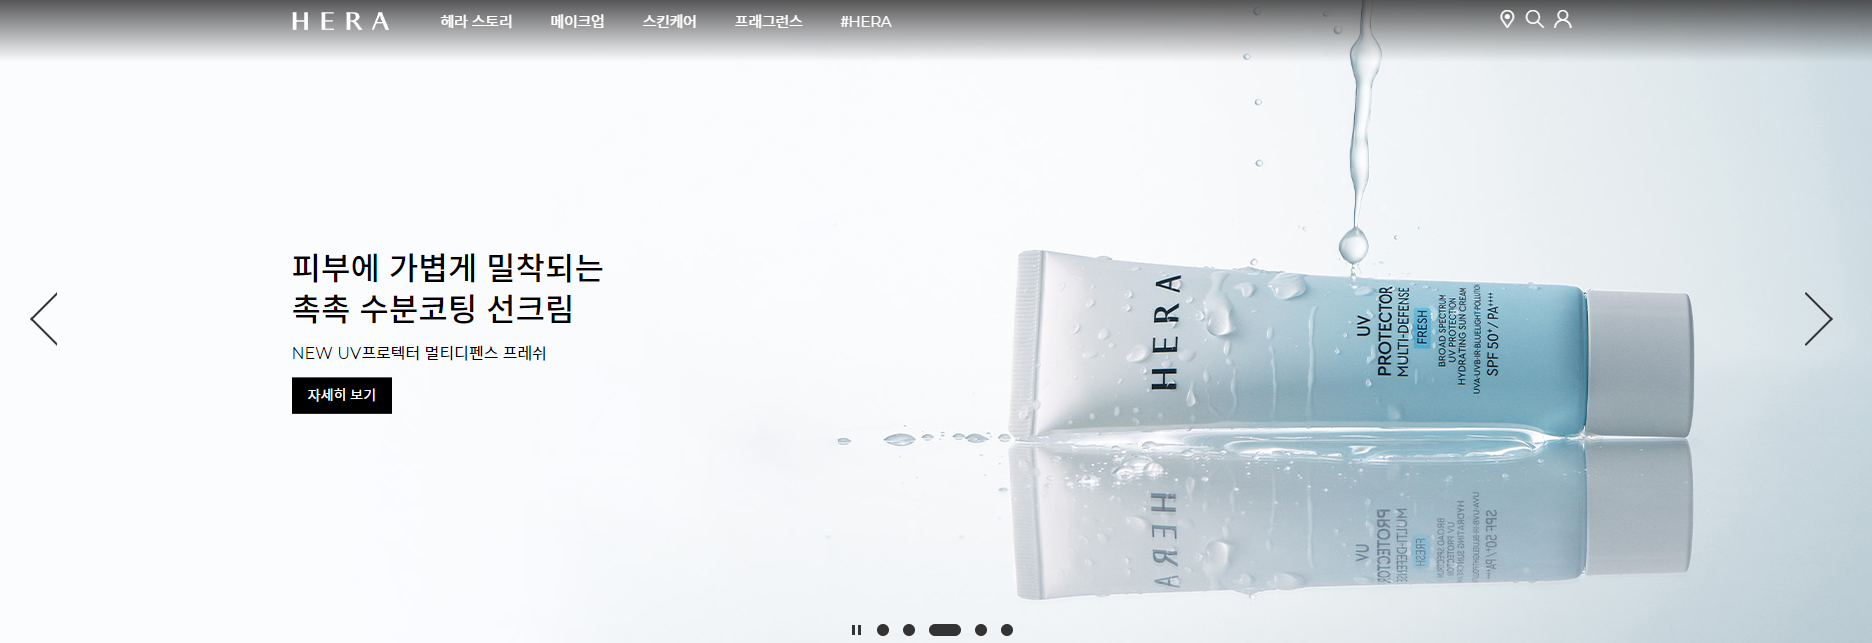 HERA
헤라 스토리
메이크업
스킨케어
프래그런스
#HERA
피부에 가볍게 밀착되는
촉촉 수분코팅 선크림
NEW UV프로텍터 멀티디펜스 프레쉬
자세히 보기
HERA
UV
PROTECTOR
MULTI-DEFENSE
FRESH
BROAD SPECTRUM
UV PROTECTION
HYDRATING SUN CREAM
UVA·UVB·IR·BLUELIGHT·POLLUTION
SPF 50+ / PA++++